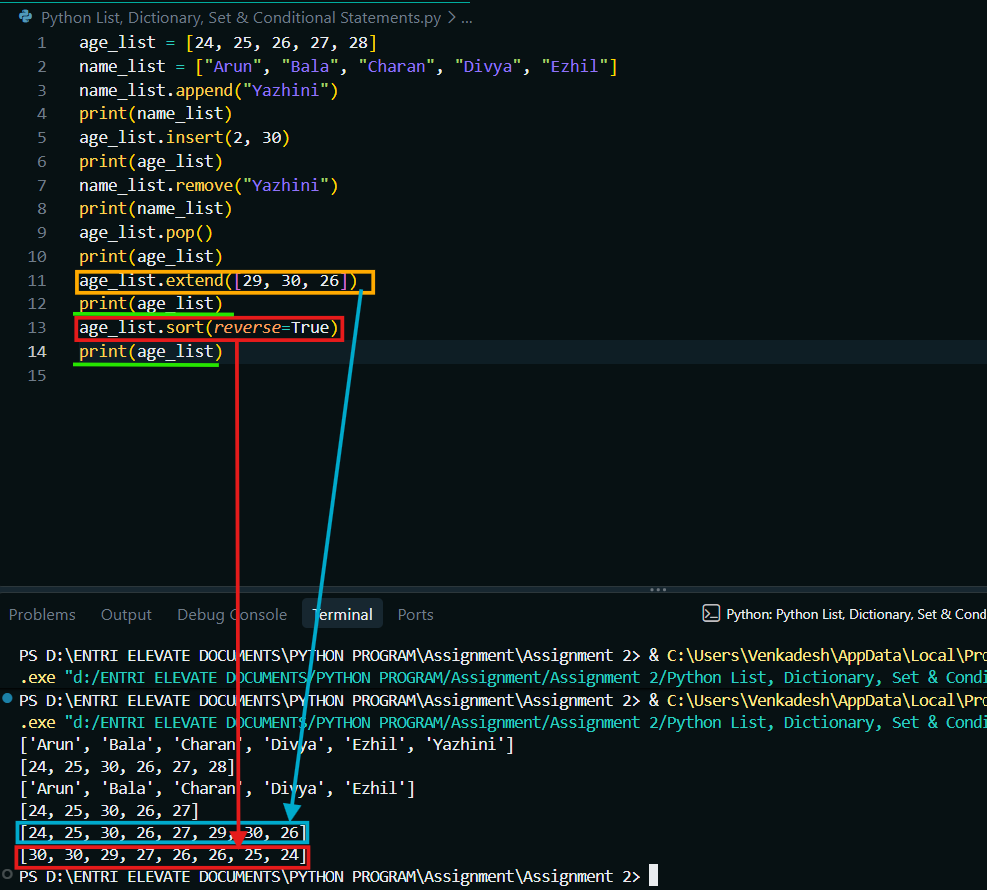 Python List, Dictionary, Set & Conditional Statements.py > ...
1 age_list = [24, 25, 26, 27, 28]
2 name_list = ["Arun", "Bala", "Charan", "Divya", "Ezhil"]
3 name_list.append("Yazhini")
4 print(name_list)
5 age_list.insert(2, 30)
6 print(age_list)
7 name_list.remove("Yazhini")
8 print(name_list)
9 age_list.pop()
10 print(age_list)
11 age_list.extend([29, 30, 26])
12 print(age_list)
13 age_list.sort(reverse=True)
14 print(age_list)
15
Problems Output Debug Console Terminal Ports Python: Python List, Dictionary, Set & Cond
PS D:\ENTRI ELEVATE DOCUMENTS\PYTHON PROGRAM\Assignment\Assignment 2> & C:\Users\Venkadesh\AppData\Local\Pro
.exe "d:/ENTRI ELEVATE DOCUMENTS/PYTHON PROGRAM/Assignment/Assignment 2/Python List, Dictionary, Set & Condi
PS D:\ENTRI ELEVATE DOCUMENTS\PYTHON PROGRAM\Assignment\Assignment 2> & C:\Users\Venkadesh\AppData\Local\Pro
.exe "d:/ENTRI ELEVATE DOCUMENTS/PYTHON PROGRAM/Assignment/Assignment 2/Python List, Dictionary, Set & Condi
['Arun', 'Bala', 'Charan', 'Divya', 'Ezhil', 'Yazhini']
[24, 25, 30, 26, 27, 28]
['Arun', 'Bala', 'Charan', 'Divya', 'Ezhil']
[24, 25, 30, 26, 27]
[24, 25, 30, 26, 27, 29, 30, 26]
[30, 30, 29, 27, 26, 26, 25, 24]
PS D:\ENTRI ELEVATE DOCUMENTS\PYTHON PROGRAM\Assignment\Assignment 2>